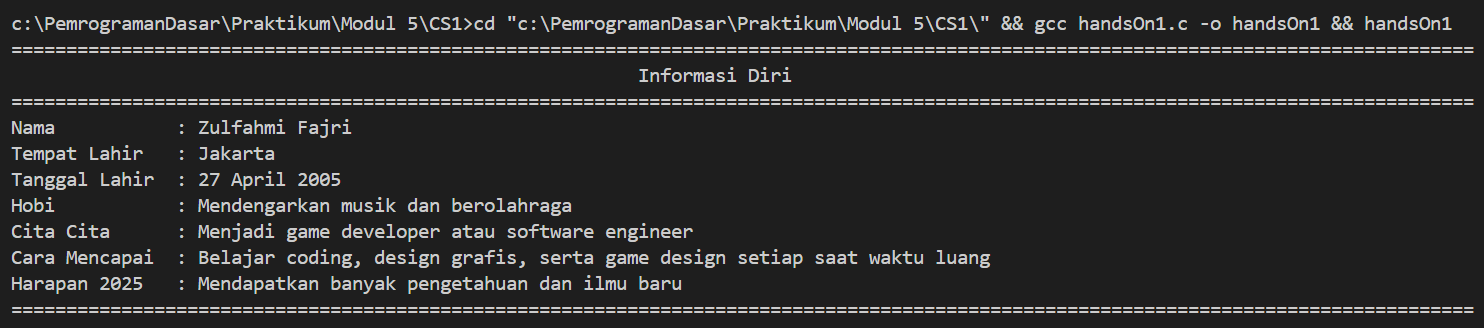 c:\PemrogramanDasar\Praktikum\Modul 5\CS1>cd "c:\PemrogramanDasar\Praktikum\Modul 5\CS1\" && gcc handsOn1.c -o handsOn1 && handsOn1
=====================================================================================================================================
                                                         Informasi Diri
=====================================================================================================================================
Nama           : Zulfahmi Fajri
Tempat Lahir   : Jakarta
Tanggal Lahir  : 27 April 2005
Hobi           : Mendengarkan musik dan berolahraga
Cita Cita      : Menjadi game developer atau software engineer
Cara Mencapai  : Belajar coding, design grafis, serta game design setiap saat waktu luang
Harapan 2025   : Mendapatkan banyak pengetahuan dan ilmu baru
=====================================================================================================================================